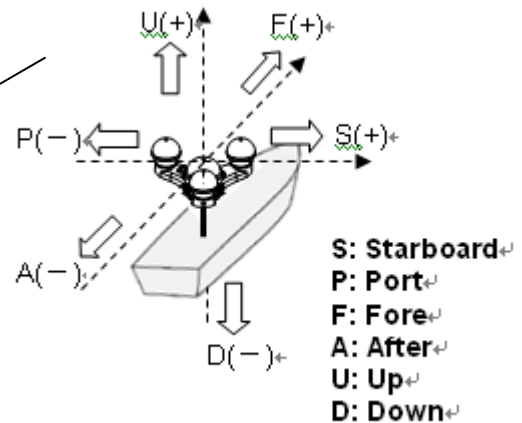 U(+)↵ F(+)↵
P(−)↵ S(+)↵
A(−)↵
D(−)↵
S: Starboard↵
P: Port↵
F: Fore↵
A: After↵
U: Up↵
D: Down↵